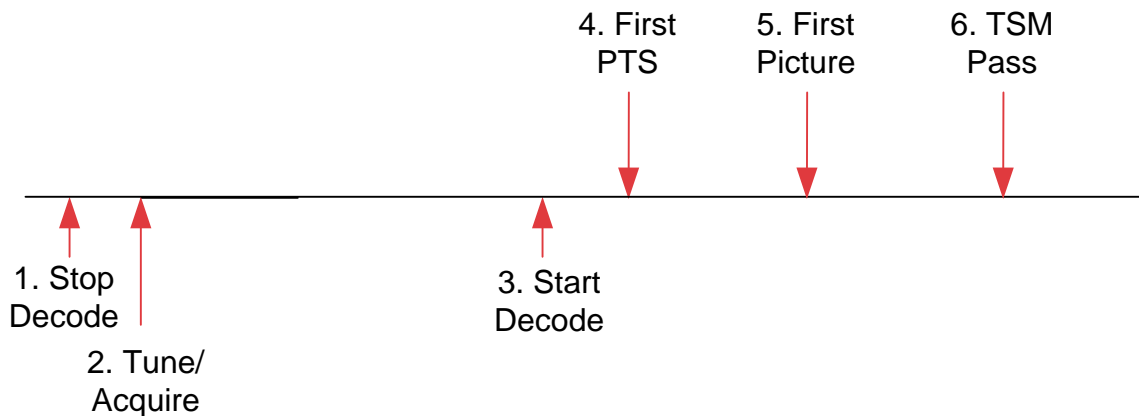 4. First
PTS
5. First
Picture
6. TSM
Pass
1. Stop
Decode
2. Tune/
Acquire
3. Start
Decode